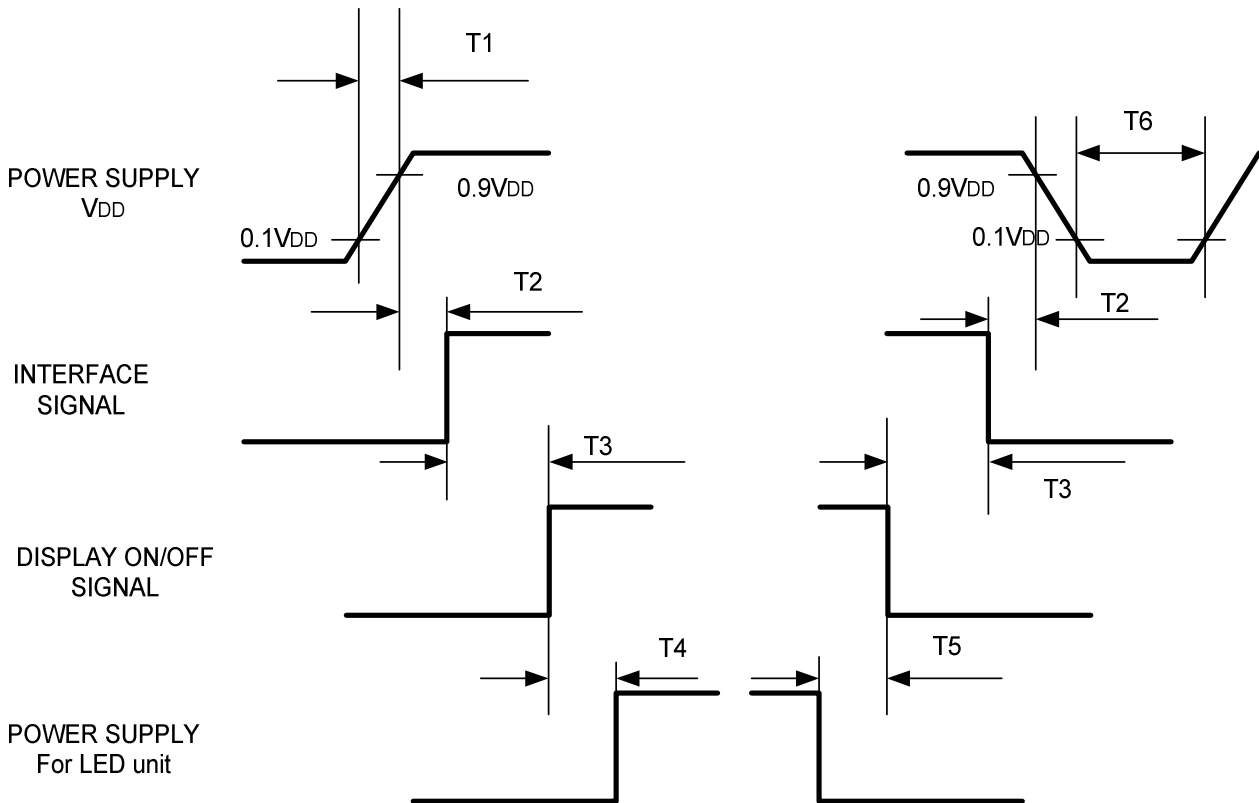 T1
T6
POWER SUPPLY
VDD
0.9VDD
0.9VDD
0.1VDD
0.1VDD
T2
T2
INTERFACE
SIGNAL
T3
T3
DISPLAY ON/OFF
SIGNAL
T4
T5
POWER SUPPLY
For LED unit